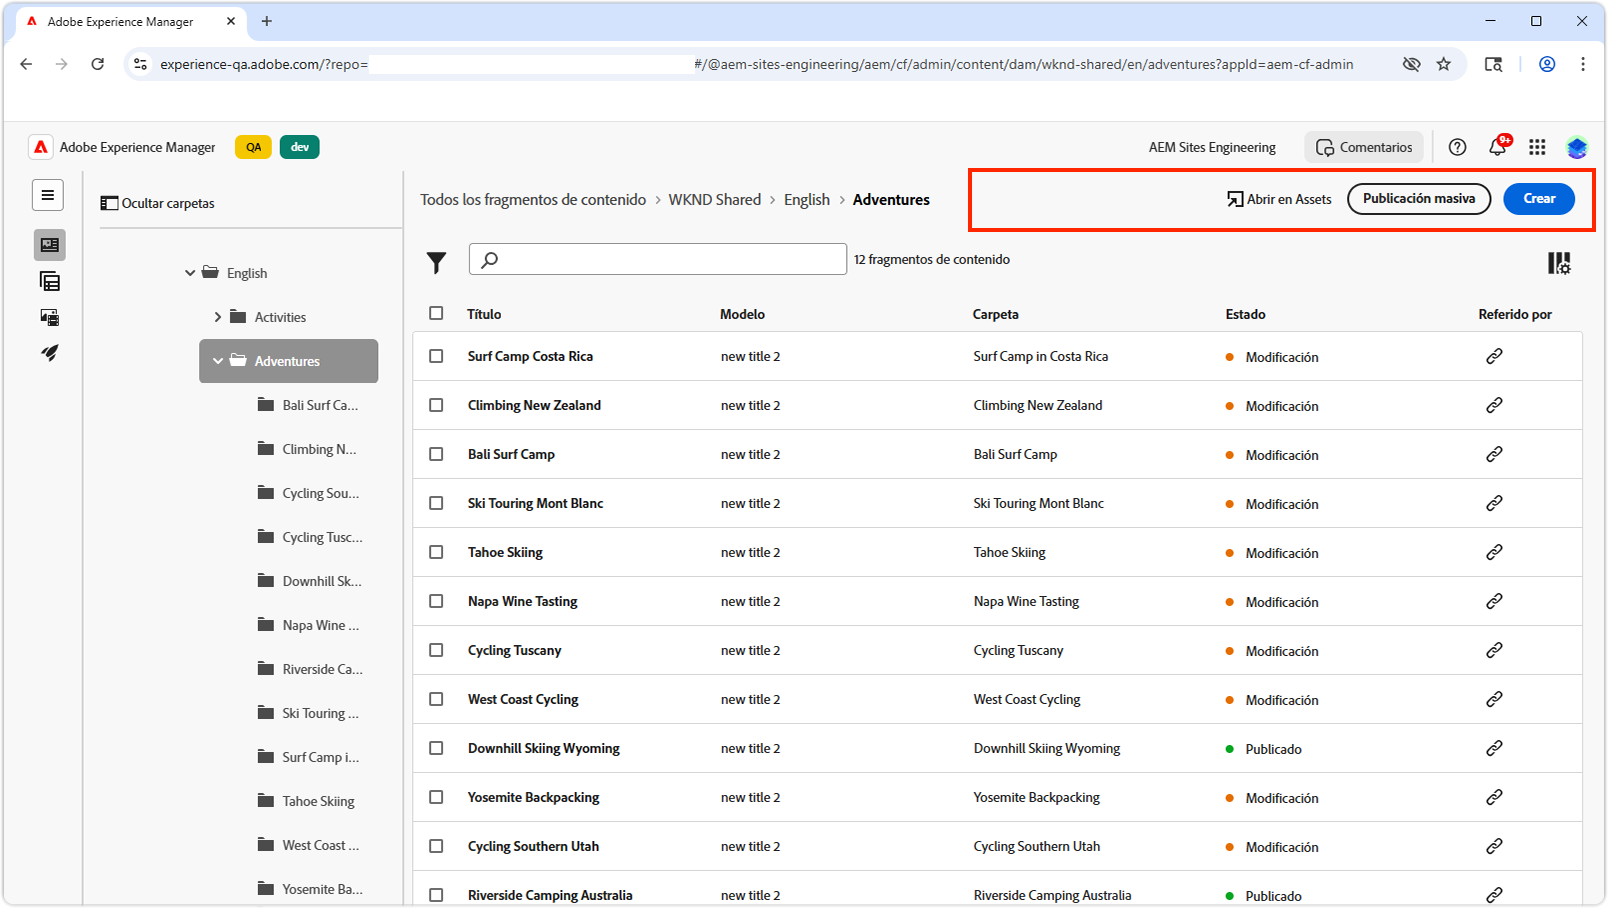 Adobe Experience Manager
experience-qa.adobe.com/?repo= #/@aem-sites-engineering/aem/cf/admin/content/dam/wknd-shared/en/adventures?appId=aem-cf-admin
Adobe Experience Manager QA dev AEM Sites Engineering Comentarios 9+
Ocultar carpetas
English
Activities
Adventures
Bali Surf Ca...
Climbing N...
Cycling Sou...
Cycling Tusc...
Downhill Sk...
Napa Wine ...
Riverside Ca...
Ski Touring ...
Surf Camp i...
Tahoe Skiing
West Coast ...
Yosemite Ba...
Todos los fragmentos de contenido > WKND Shared > English > Adventures
Abrir en Assets Publicación masiva Crear
12 fragmentos de contenido
Título Modelo Carpeta Estado Referido por
Surf Camp Costa Rica new title 2 Surf Camp in Costa Rica Modificación
Climbing New Zealand new title 2 Climbing New Zealand Modificación
Bali Surf Camp new title 2 Bali Surf Camp Modificación
Ski Touring Mont Blanc new title 2 Ski Touring Mont Blanc Modificación
Tahoe Skiing new title 2 Tahoe Skiing Modificación
Napa Wine Tasting new title 2 Napa Wine Tasting Modificación
Cycling Tuscany new title 2 Cycling Tuscany Modificación
West Coast Cycling new title 2 West Coast Cycling Modificación
Downhill Skiing Wyoming new title 2 Downhill Skiing Wyoming Publicado
Yosemite Backpacking new title 2 Yosemite Backpacking Modificación
Cycling Southern Utah new title 2 Cycling Southern Utah Modificación
Riverside Camping Australia new title 2 Riverside Camping Australia Publicado